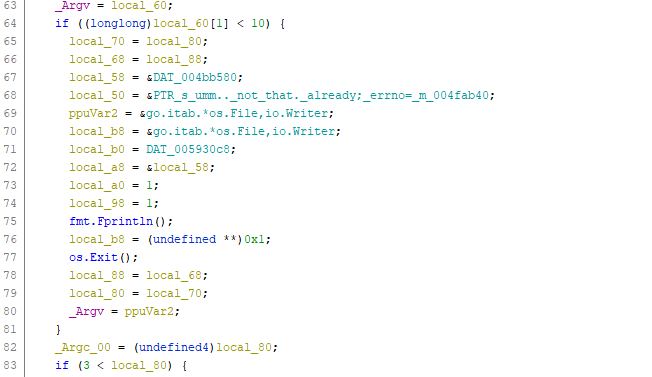 63 _Argv = local_60;
64 if ((longlong)local_60[1] < 10) {
65 local_70 = local_80;
66 local_68 = local_88;
67 local_58 = &DAT_004bb580;
68 local_50 = &PTR_s_umm.._not_that._already;_errno=_m_004fab40;
69 ppuVar2 = &go.itab.*os.File,io.Writer;
70 local_b8 = &go.itab.*os.File,io.Writer;
71 local_b0 = DAT_005930c8;
72 local_a8 = &local_58;
73 local_a0 = 1;
74 local_98 = 1;
75 fmt.Fprintln();
76 local_b8 = (undefined **)0x1;
77 os.Exit();
78 local_88 = local_68;
79 local_80 = local_70;
80 _Argv = ppuVar2;
81 }
82 _Argc_00 = (undefined4)local_80;
83 if (3 < local_80) {